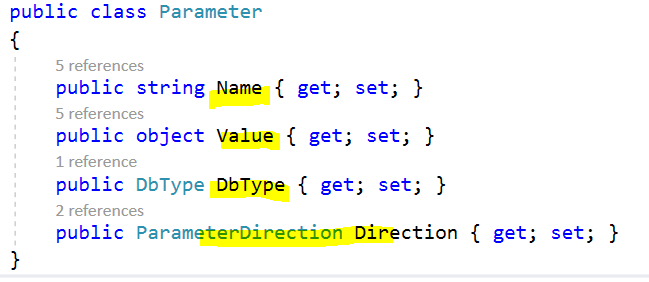 public class Parameter
{
5 references
public string Name { get; set; }
5 references
public object Value { get; set; }
1 reference
public DbType DbType { get; set; }
2 references
public ParameterDirection Direction { get; set; }
}